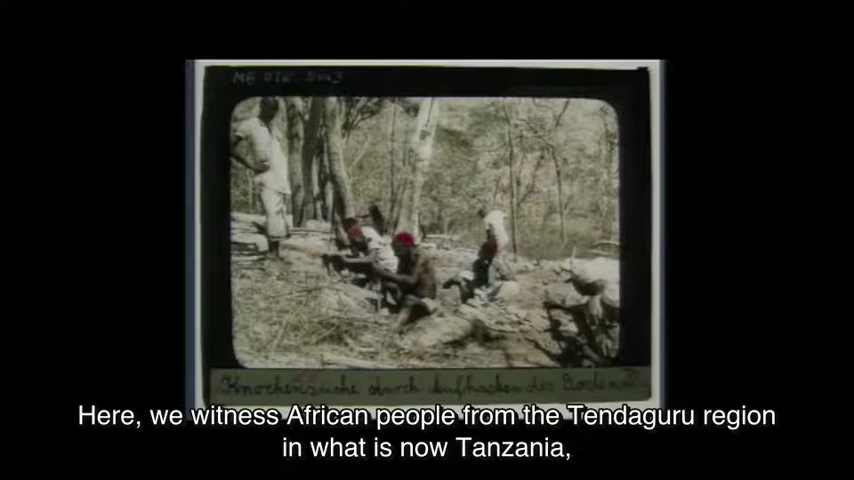 Knochensuche durch Aufhacken des Bodens
Here, we witness African people from the Tendaguru region
in what is now Tanzania,